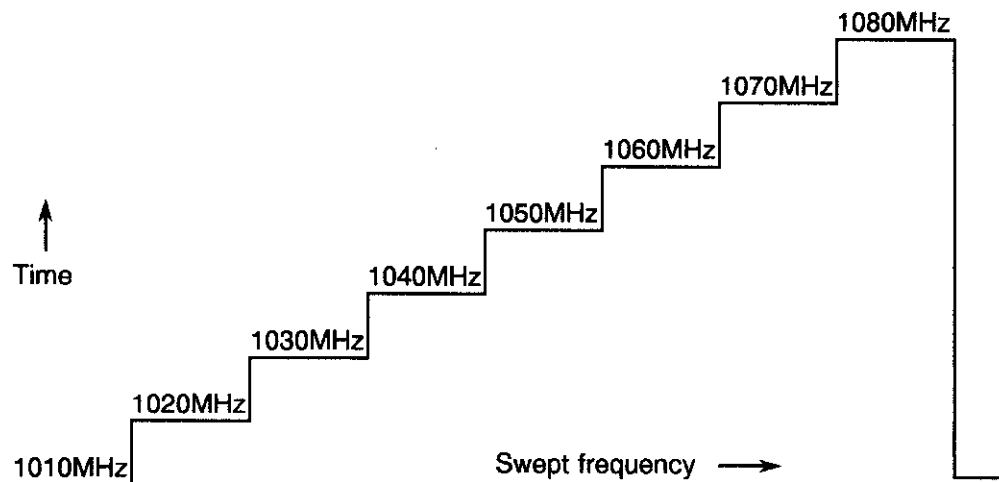 1080MHz
1070MHz
1060MHz
1050MHz
Time
1040MHz
1030MHz
1020MHz
1010MHz
Swept frequency